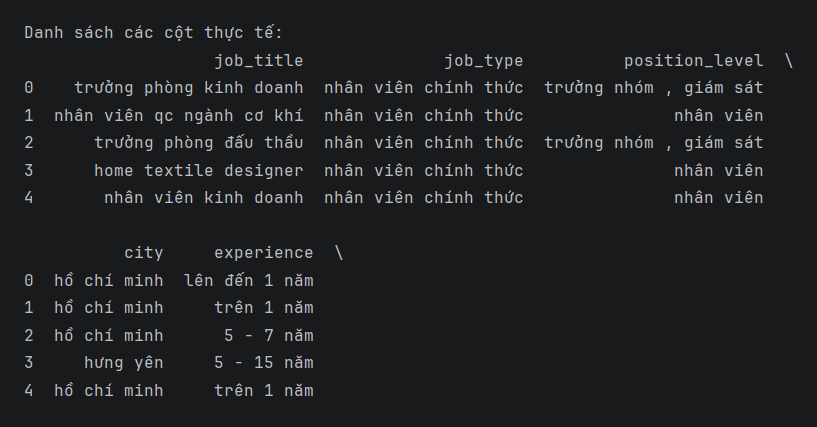 Danh sách các cột thực tế:
job_title job_type position_level \
0 trưởng phòng kinh doanh nhân viên chính thức trưởng nhóm , giám sát
1 nhân viên qc ngành cơ khí nhân viên chính thức nhân viên
2 trưởng phòng đấu thầu nhân viên chính thức trưởng nhóm , giám sát
3 home textile designer nhân viên chính thức nhân viên
4 nhân viên kinh doanh nhân viên chính thức nhân viên
city experience \
0 hồ chí minh lên đến 1 năm
1 hồ chí minh trên 1 năm
2 hồ chí minh 5 - 7 năm
3 hưng yên 5 - 15 năm
4 hồ chí minh trên 1 năm